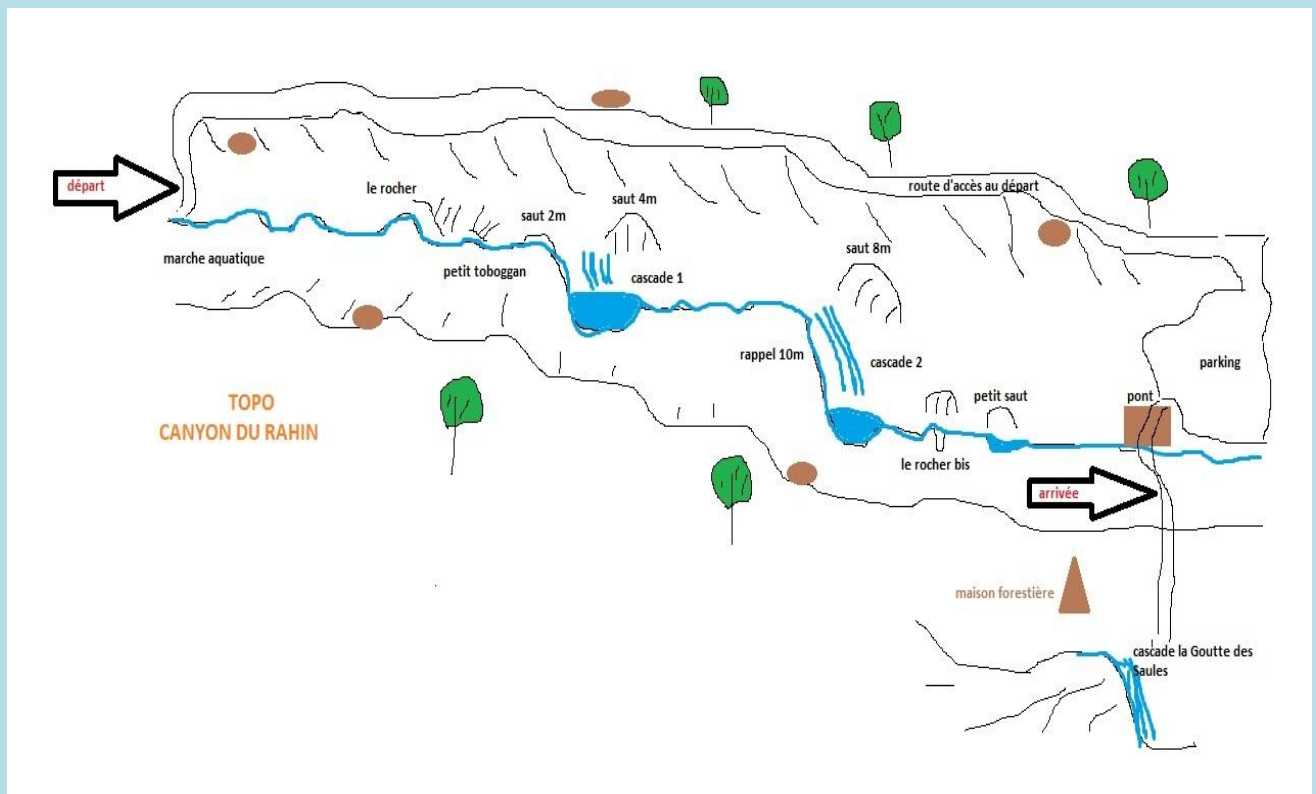 départ
le rocher
saut 2m
saut 4m
route d'accès au départ
marche aquatique
petit toboggan
cascade 1
saut 8m
rappel 10m
cascade 2
parking
TOPO
CANYON DU RAHIN
petit saut
pont
le rocher bis
arrivée
maison forestière
cascade la Goutte des
Saules